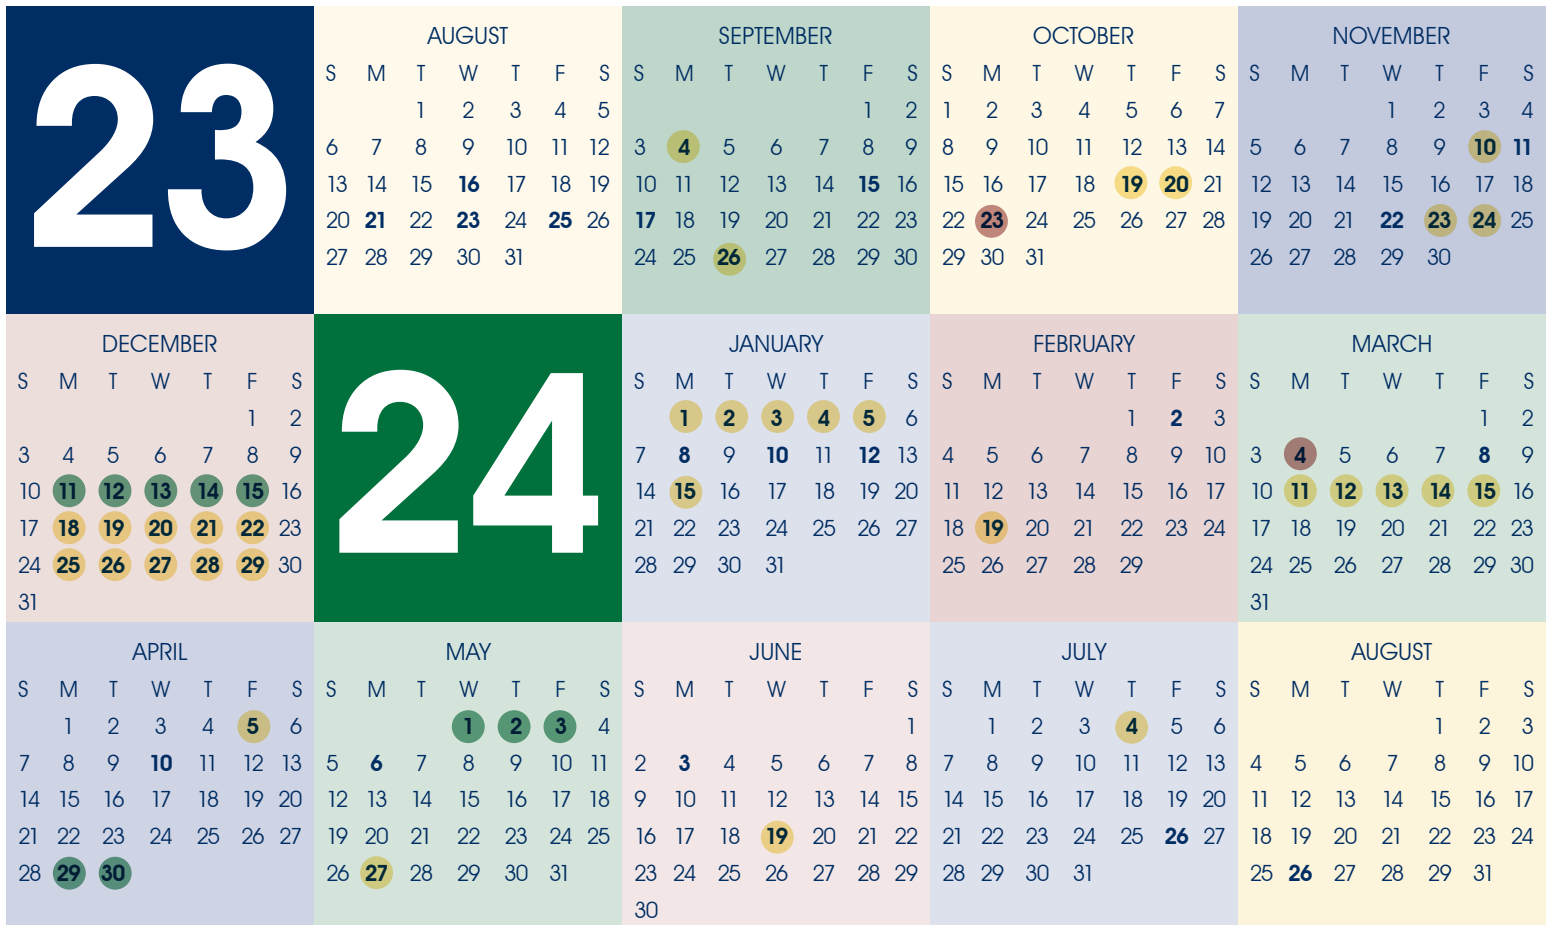 23
AUGUST
S M T W T F S
1 2 3 4 5
6 7 8 9 10 11 12
13 14 15 16 17 18 19
20 21 22 23 24 25 26
27 28 29 30 31
SEPTEMBER
S M T W T F S
1 2
3 4 5 6 7 8 9
10 11 12 13 14 15 16
17 18 19 20 21 22 23
24 25 26 27 28 29 30
OCTOBER
S M T W T F S
1 2 3 4 5 6 7
8 9 10 11 12 13 14
15 16 17 18 19 20 21
22 23 24 25 26 27 28
29 30 31
NOVEMBER
S M T W T F S
1 2 3 4
5 6 7 8 9 10 11
12 13 14 15 16 17 18
19 20 21 22 23 24 25
26 27 28 29 30
DECEMBER
S M T W T F S
1 2
3 4 5 6 7 8 9
10 11 12 13 14 15 16
17 18 19 20 21 22 23
24 25 26 27 28 29 30
31
24
JANUARY
S M T W T F S
1 2 3 4 5 6
7 8 9 10 11 12 13
14 15 16 17 18 19 20
21 22 23 24 25 26 27
28 29 30 31
FEBRUARY
S M T W T F S
1 2 3
4 5 6 7 8 9 10
11 12 13 14 15 16 17
18 19 20 21 22 23 24
25 26 27 28 29
MARCH
S M T W T F S
1 2
3 4 5 6 7 8 9
10 11 12 13 14 15 16
17 18 19 20 21 22 23
24 25 26 27 28 29 30
31
APRIL
S M T W T F S
1 2 3 4 5 6
7 8 9 10 11 12 13
14 15 16 17 18 19 20
21 22 23 24 25 26 27
28 29 30
MAY
S M T W T F S
1 2 3 4
5 6 7 8 9 10 11
12 13 14 15 16 17 18
19 20 21 22 23 24 25
26 27 28 29 30 31
JUNE
S M T W T F S
1
2 3 4 5 6 7 8
9 10 11 12 13 14 15
16 17 18 19 20 21 22
23 24 25 26 27 28 29
30
JULY
S M T W T F S
1 2 3 4 5 6
7 8 9 10 11 12 13
14 15 16 17 18 19 20
21 22 23 24 25 26 27
28 29 30 31
AUGUST
S M T W T F S
1 2 3
4 5 6 7 8 9 10
11 12 13 14 15 16 17
18 19 20 21 22 23 24
25 26 27 28 29 31